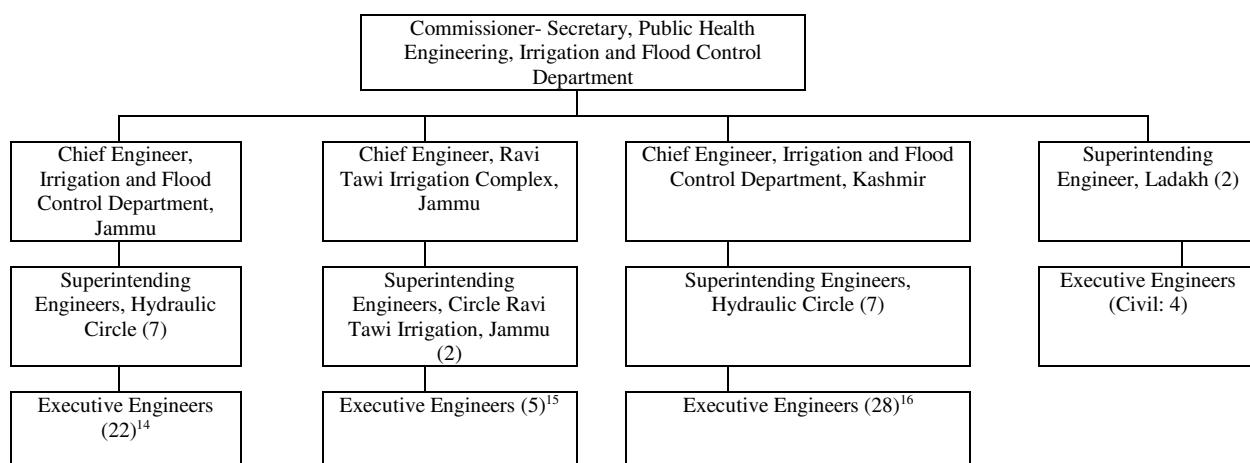 Commissioner- Secretary, Public Health
Engineering, Irrigation and Flood Control
Department
Chief Engineer,
Irrigation and Flood
Control Department,
Jammu
Chief Engineer, Ravi
Tawi Irrigation Complex,
Jammu
Chief Engineer, Irrigation and Flood
Control Department, Kashmir
Superintending
Engineer, Ladakh (2)
Superintending
Engineers, Hydraulic
Circle (7)
Superintending
Engineers, Circle Ravi
Tawi Irrigation, Jammu
(2)
Superintending Engineers,
Hydraulic Circle (7)
Executive Engineers
(Civil: 4)
Executive Engineers
(22)14
Executive Engineers (5)15
Executive Engineers (28)16